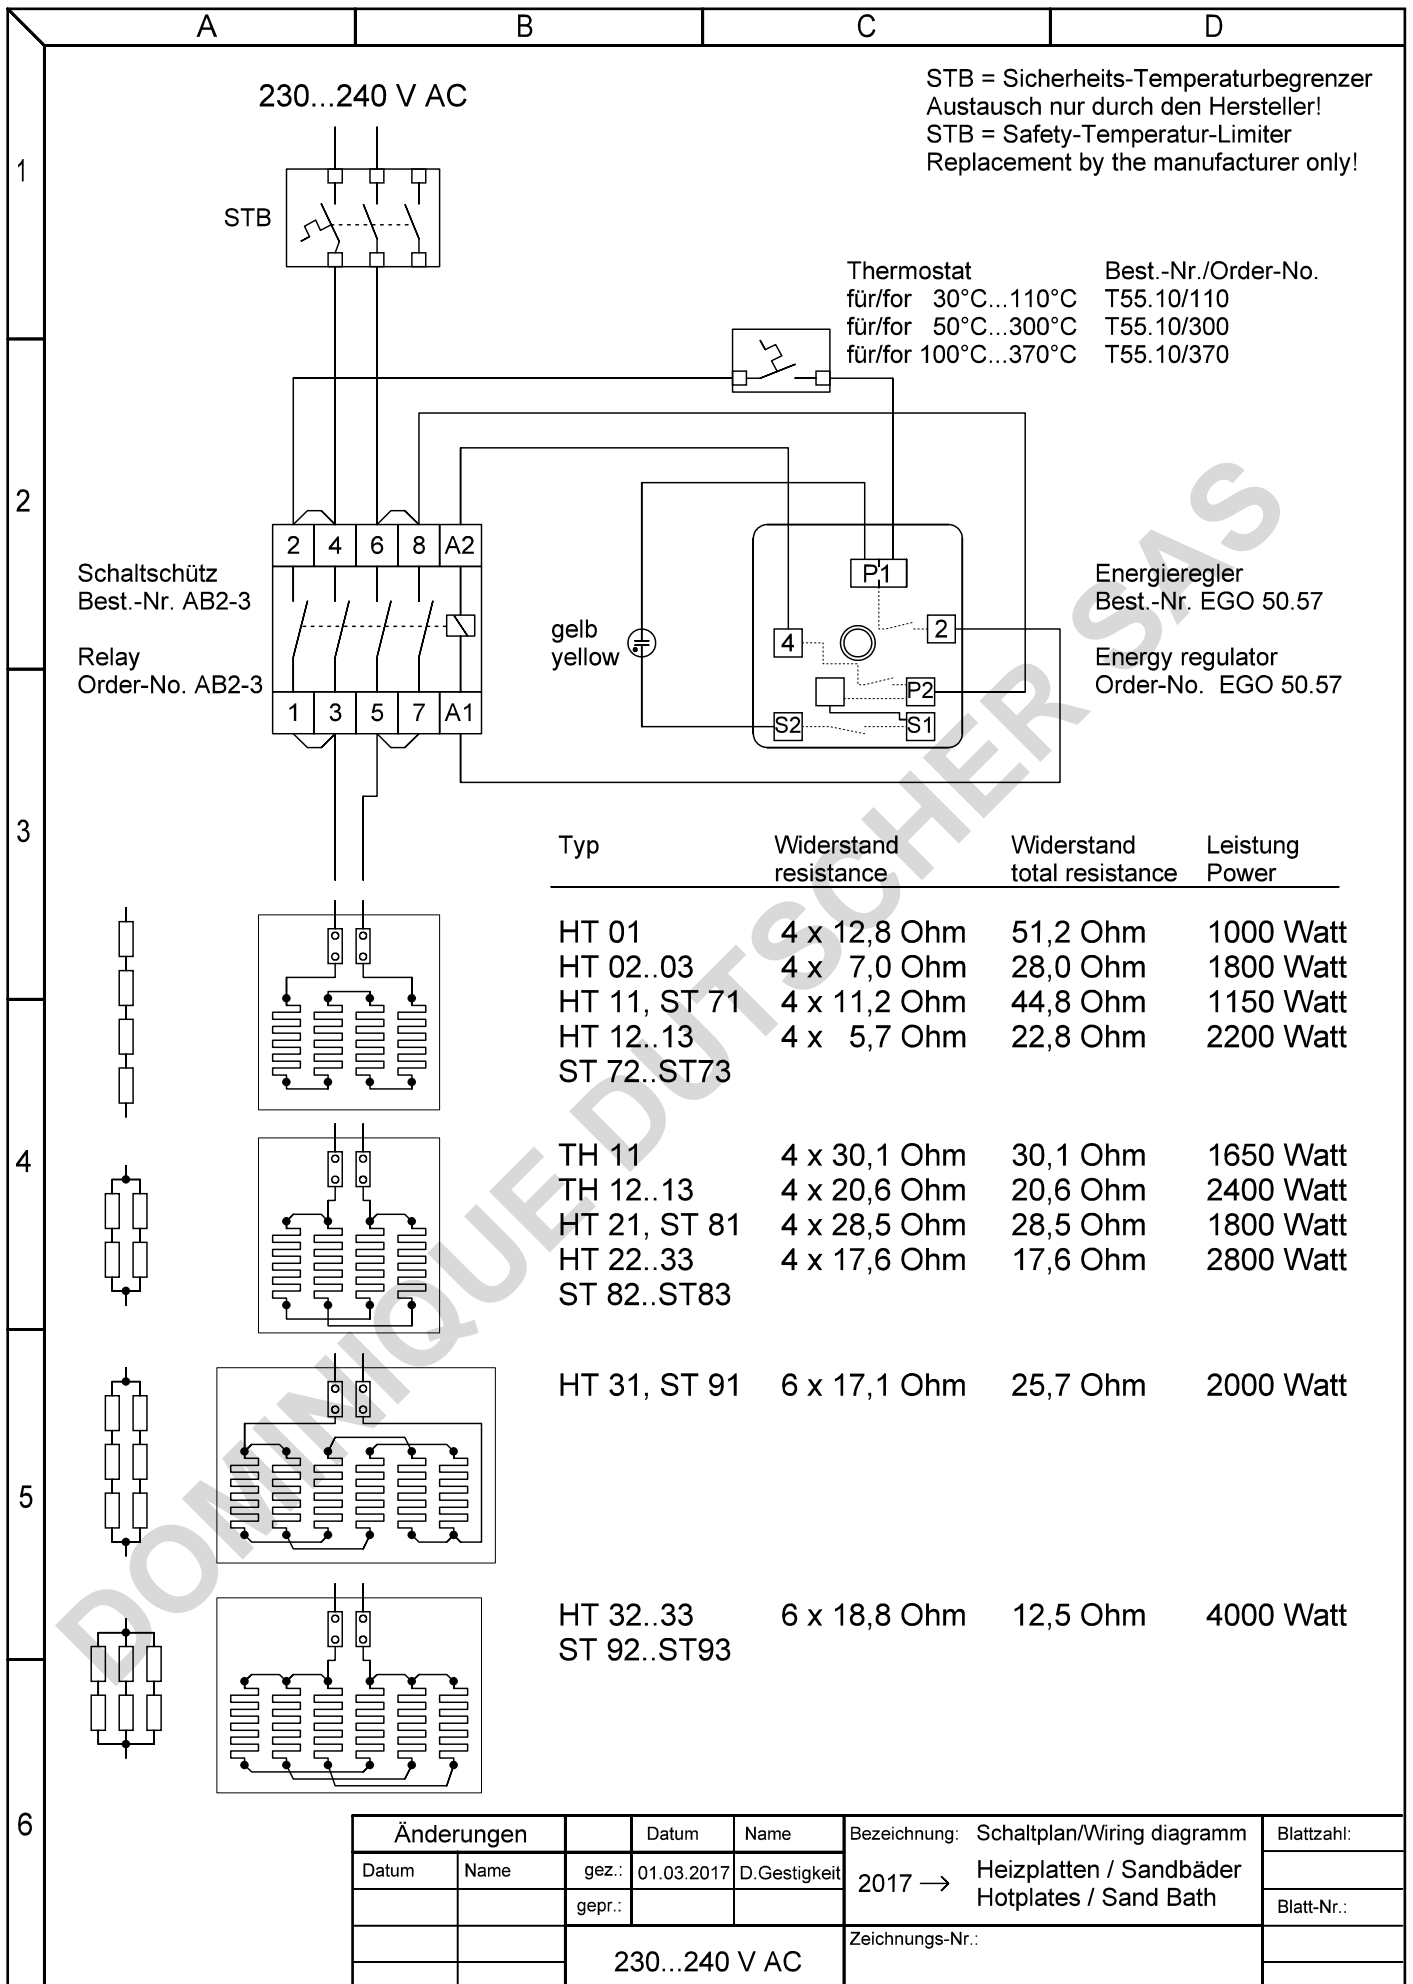 A B C D
1
2
3
4
5
6
230...240 V AC
STB = Sicherheits-Temperaturbegrenzer
Austausch nur durch den Hersteller!
STB = Safety-Temperatur-Limiter
Replacement by the manufacturer only!
STB
Thermostat Best.-Nr./Order-No.
für/for 30°C...110°C T55.10/110
für/for 50°C...300°C T55.10/300
für/for 100°C...370°C T55.10/370
2 4 6 8 A2
Schaltschütz
Best.-Nr. AB2-3
Relay
Order-No. AB2-3
1 3 5 7 A1
gelb
yellow
P1
2
4
P2
S2 S1
Energieregler
Best.-Nr. EGO 50.57
Energy regulator
Order-No. EGO 50.57
Typ Widerstand Widerstand Leistung
resistance total resistance Power
HT 01 4 x 12,8 Ohm 51,2 Ohm 1000 Watt
HT 02..03 4 x 7,0 Ohm 28,0 Ohm 1800 Watt
HT 11, ST 71 4 x 11,2 Ohm 44,8 Ohm 1150 Watt
HT 12..13 4 x 5,7 Ohm 22,8 Ohm 2200 Watt
ST 72..ST73
TH 11 4 x 30,1 Ohm 30,1 Ohm 1650 Watt
TH 12..13 4 x 20,6 Ohm 20,6 Ohm 2400 Watt
HT 21, ST 81 4 x 28,5 Ohm 28,5 Ohm 1800 Watt
HT 22..33 4 x 17,6 Ohm 17,6 Ohm 2800 Watt
ST 82..ST83
HT 31, ST 91 6 x 17,1 Ohm 25,7 Ohm 2000 Watt
HT 32..33 6 x 18,8 Ohm 12,5 Ohm 4000 Watt
ST 92..ST93
DOMINIQUE DUTSCHER SAS
Änderungen Datum Name Bezeichnung: Schaltplan/Wiring diagramm Blattzahl:
Datum Name gez.: 01.03.2017 D.Gestigkeit 2017 → Heizplatten / Sandbäder
Hotplates / Sand Bath
gepr.: Blatt-Nr.:
230...240 V AC Zeichnungs-Nr.: